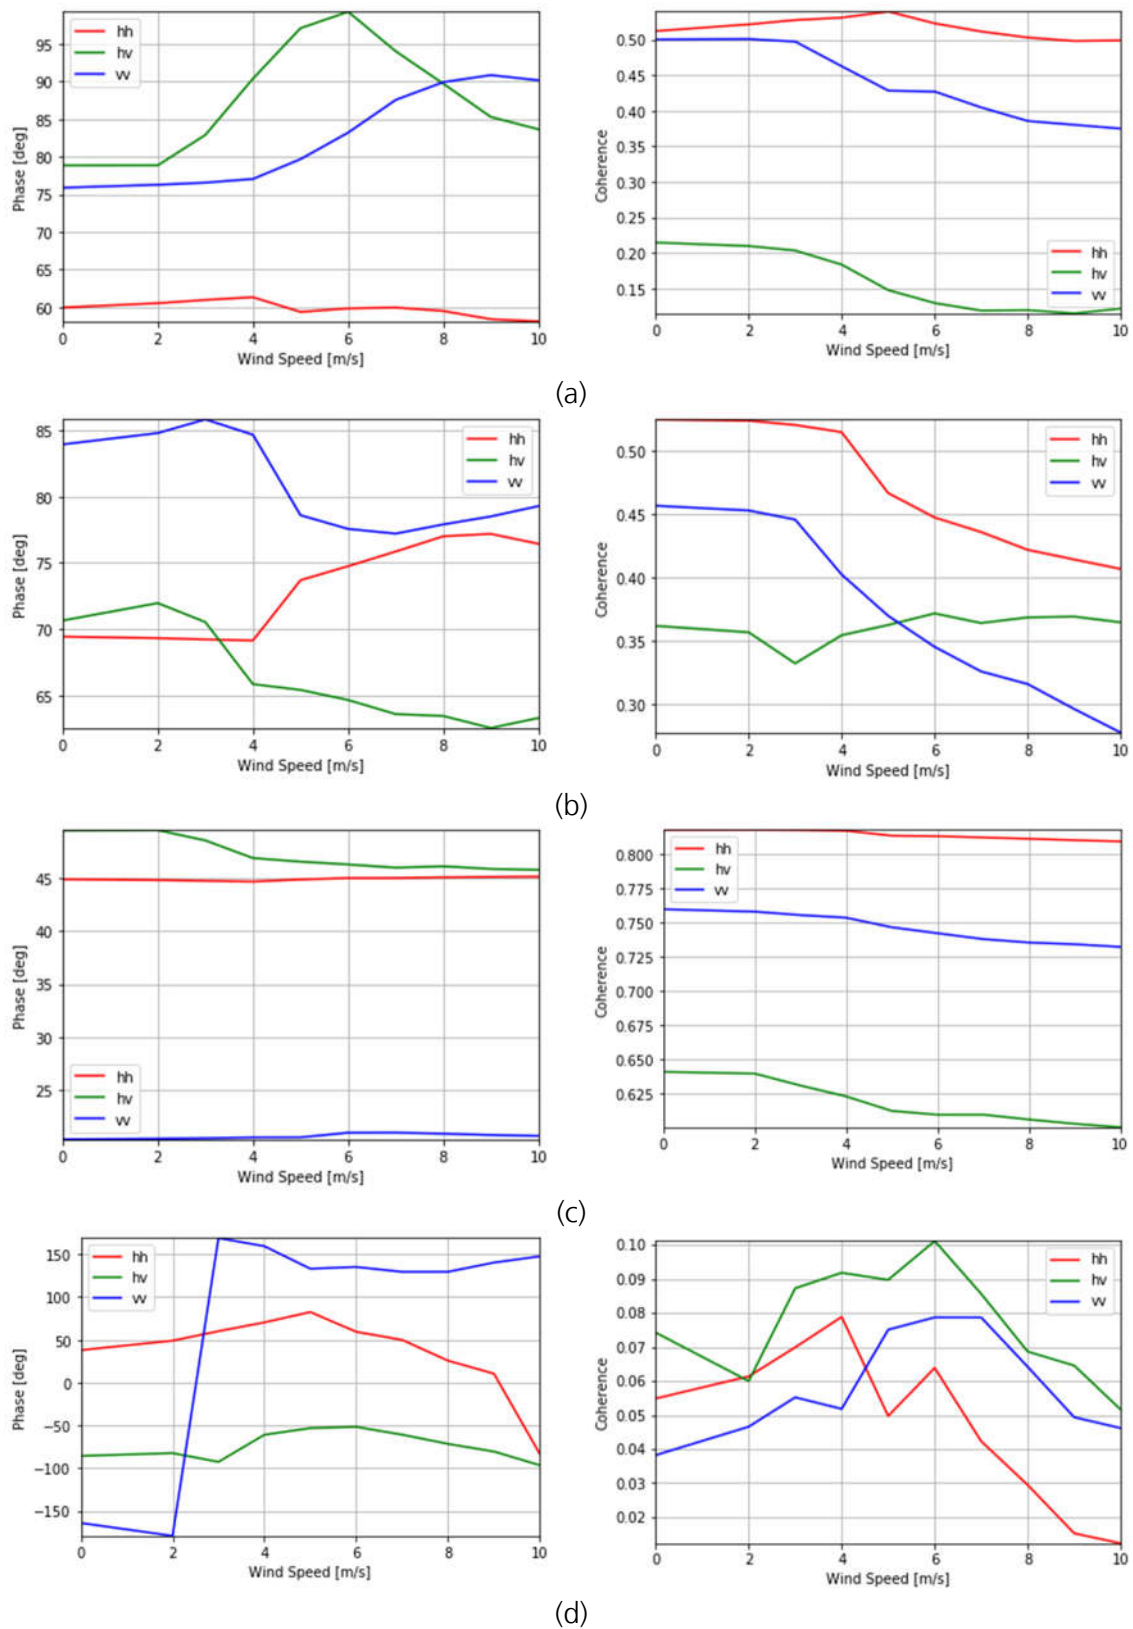 hh
hv
vv
95
90
85
80
75
70
65
60
Phase [deg]
0 2 4 6 8 10
Wind Speed [m/s]
0.50
0.45
0.40
0.35
0.30
0.25
0.20
0.15
Coherence
hh
hv
vv
0 2 4 6 8 10
Wind Speed [m/s]
(a)
85
80
75
70
65
Phase [deg]
hh
hv
vv
0 2 4 6 8 10
Wind Speed [m/s]
0.50
0.45
0.40
0.35
0.30
Coherence
hh
hv
vv
0 2 4 6 8 10
Wind Speed [m/s]
(b)
45
40
35
30
25
Phase [deg]
hh
hv
vv
0 2 4 6 8 10
Wind Speed [m/s]
0.800
0.775
0.750
0.725
0.700
0.675
0.650
0.625
Coherence
hh
hv
vv
0 2 4 6 8 10
Wind Speed [m/s]
(c)
150
100
50
0
−50
−100
−150
Phase [deg]
hh
hv
vv
0 2 4 6 8 10
Wind Speed [m/s]
0.10
0.09
0.08
0.07
0.06
0.05
0.04
0.03
0.02
Coherence
hh
hv
vv
0 2 4 6 8 10
Wind Speed [m/s]
(d)